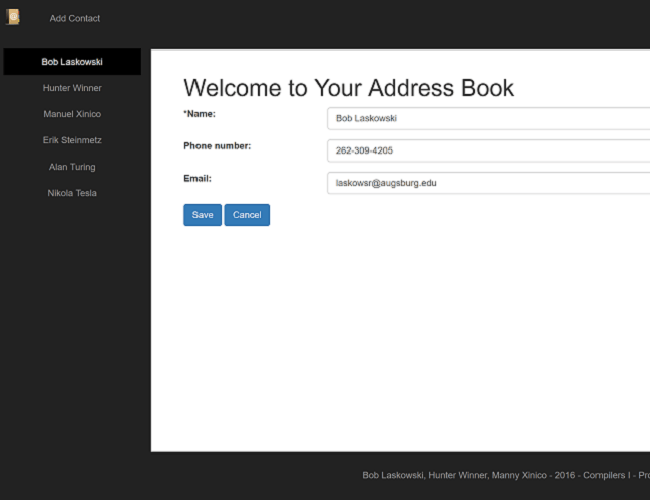 Add Contact
Bob Laskowski
Hunter Winner
Manuel Xinico
Erik Steinmetz
Alan Turing
Nikola Tesla
Welcome to Your Address Book
*Name:
Bob Laskowski
Phone number:
262-309-4205
Email:
laskowsr@augsburg.edu
Save Cancel
Bob Laskowski, Hunter Winner, Manny Xinico - 2016 - Compilers I - Pro